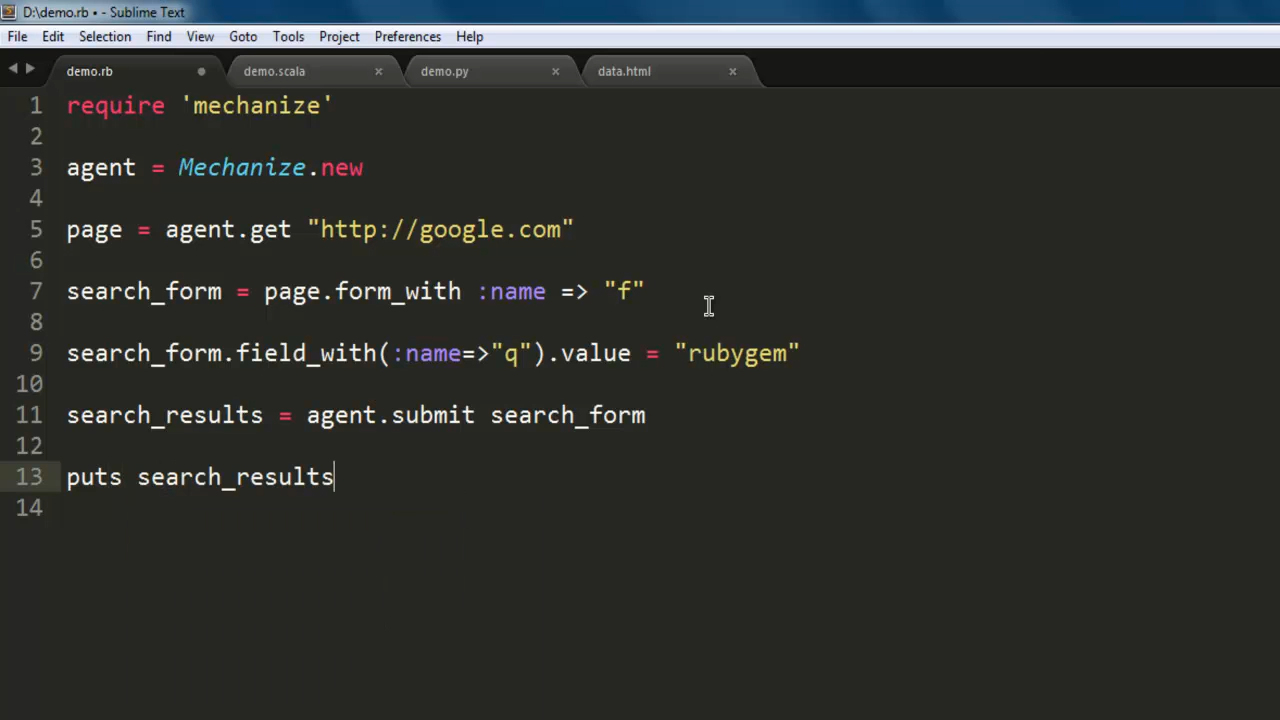 D:\demo.rb • - Sublime Text
File Edit Selection Find View Goto Tools Project Preferences Help
demo.rb demo.scala demo.py data.html
1 require 'mechanize'
2
3 agent = Mechanize.new
4
5 page = agent.get "http://google.com"
6
7 search_form = page.form_with :name => "f"
8
9 search_form.field_with(:name=>"q").value = "rubygem"
10
11 search_results = agent.submit search_form
12
13 puts search_results
14